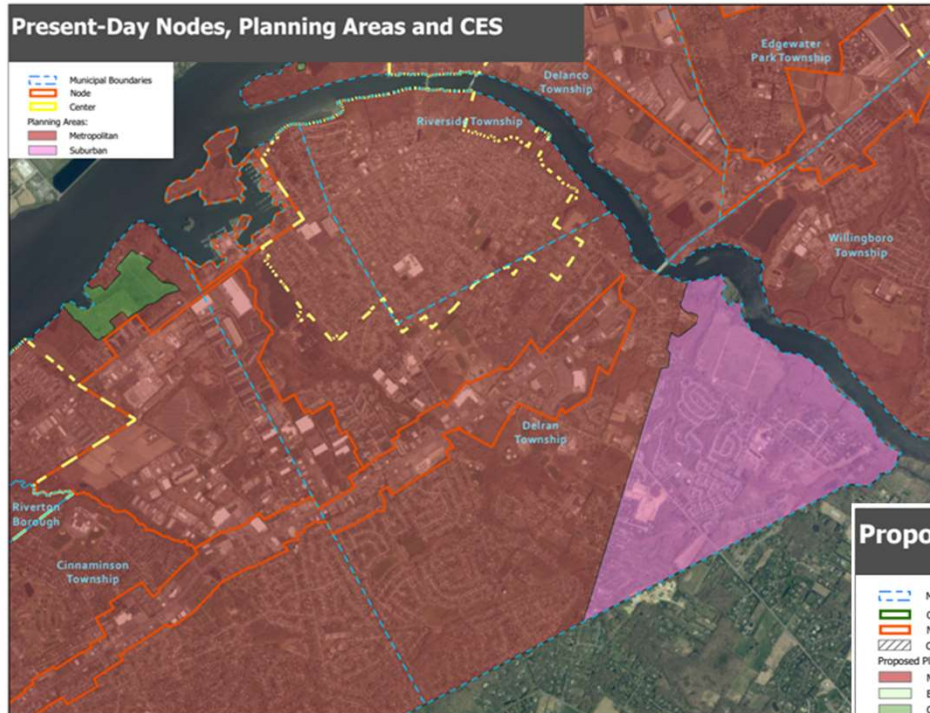 Present-Day Nodes, Planning Areas and CES
Municipal Boundaries
Node
Center
Planning Areas:
Metropolitan
Suburban
Edgewater
Park Township
Delanco
Township
Riverside Township
Willingboro
Township
Delran
Township
Riverton
Borough
Cinnaminson
Township
Propo
M
C
N
C
Proposed Pl
M
E
C